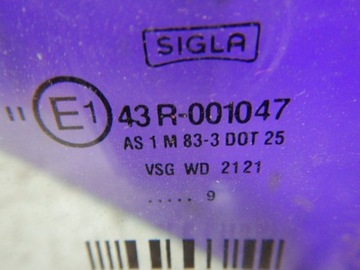 SIGLA
" E1 43 R-001047
AS 1 M 83-3 DOT 25
VSG WD 2121
..... 9